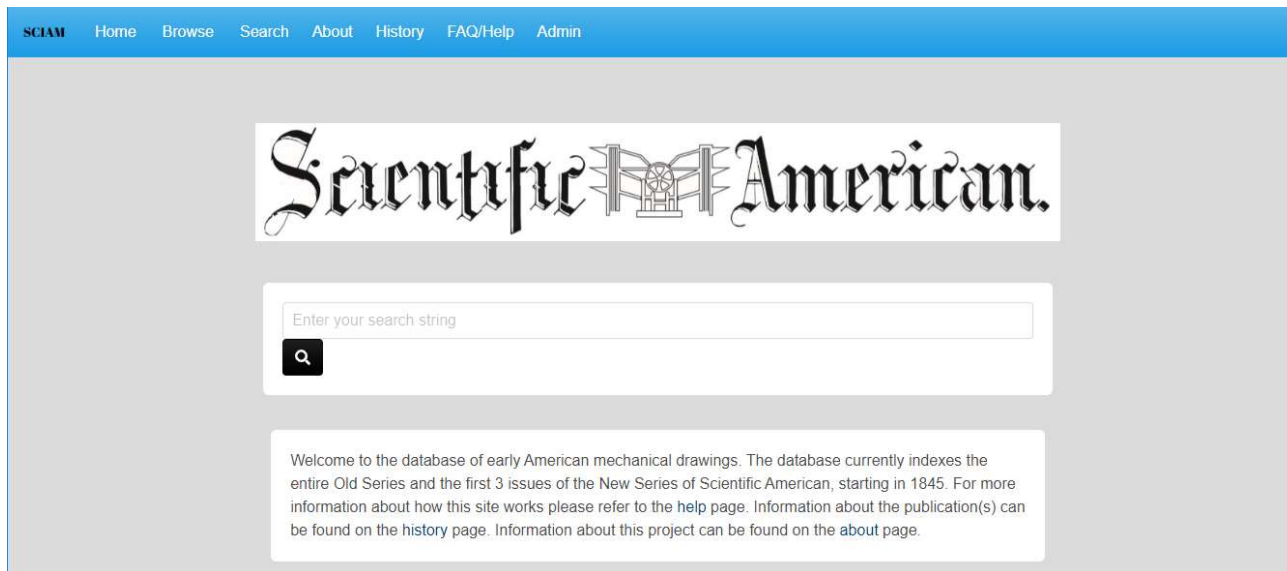 SCIAM Home Browse Search About History FAQ/Help Admin
Scientific American.
Enter your search string
Welcome to the database of early American mechanical drawings. The database currently indexes the
entire Old Series and the first 3 issues of the New Series of Scientific American, starting in 1845. For more
information about how this site works please refer to the help page. Information about the publication(s) can
be found on the history page. Information about this project can be found on the about page.